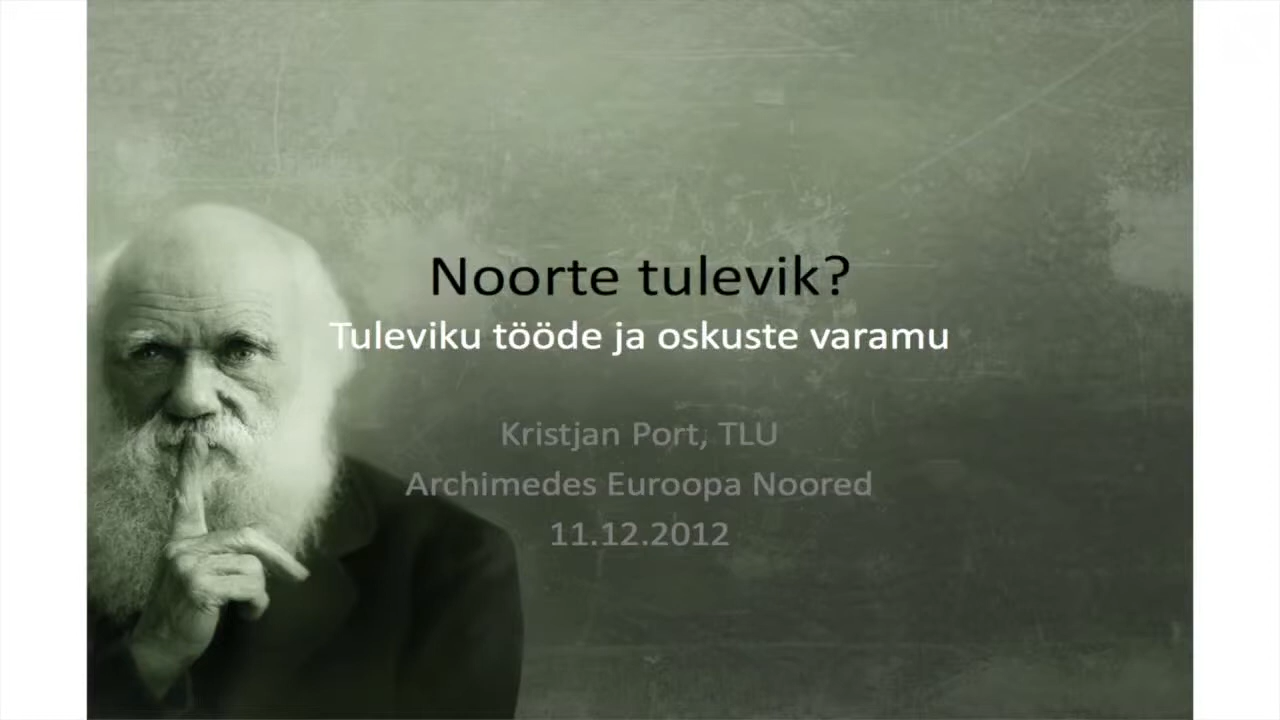 Noorte tulevik?
Tuleviku tööde ja oskuste varamu
Kristjan Port, TLU
Archimedes Euroopa Noored
11.12.2012